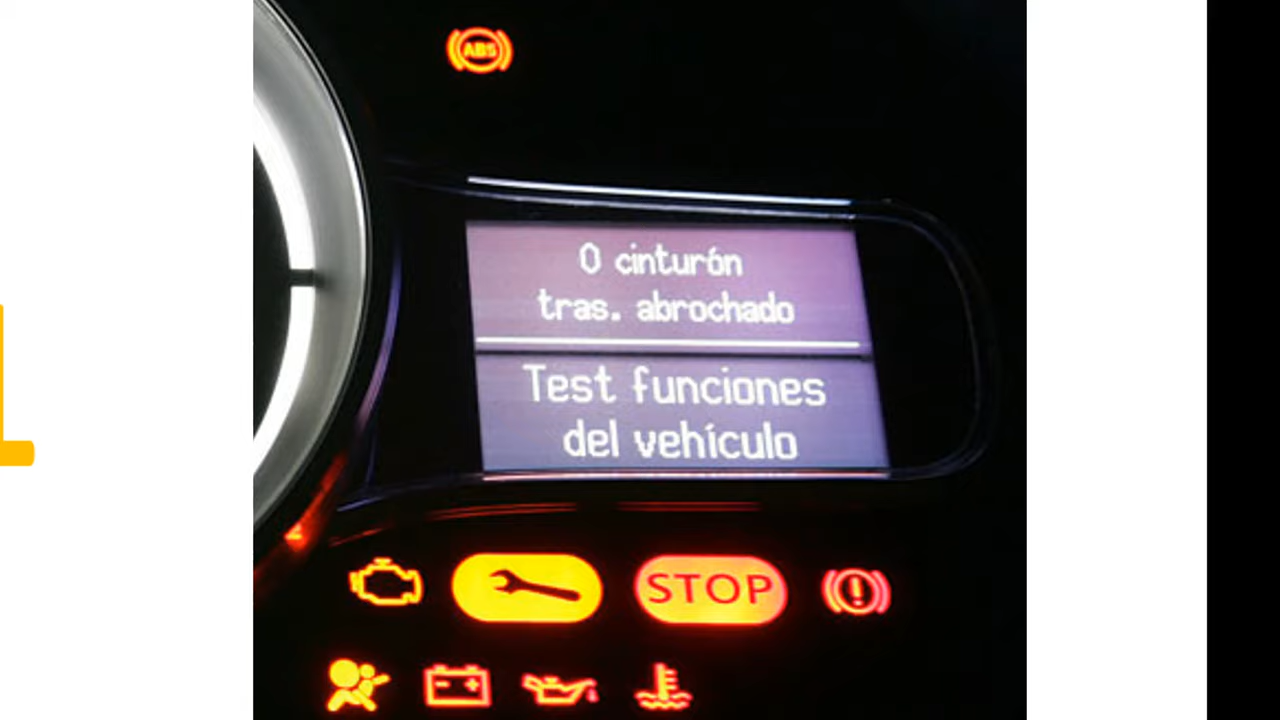 ABS
0 cinturón
tras. abrochado
Test funciones
del vehículo
STOP